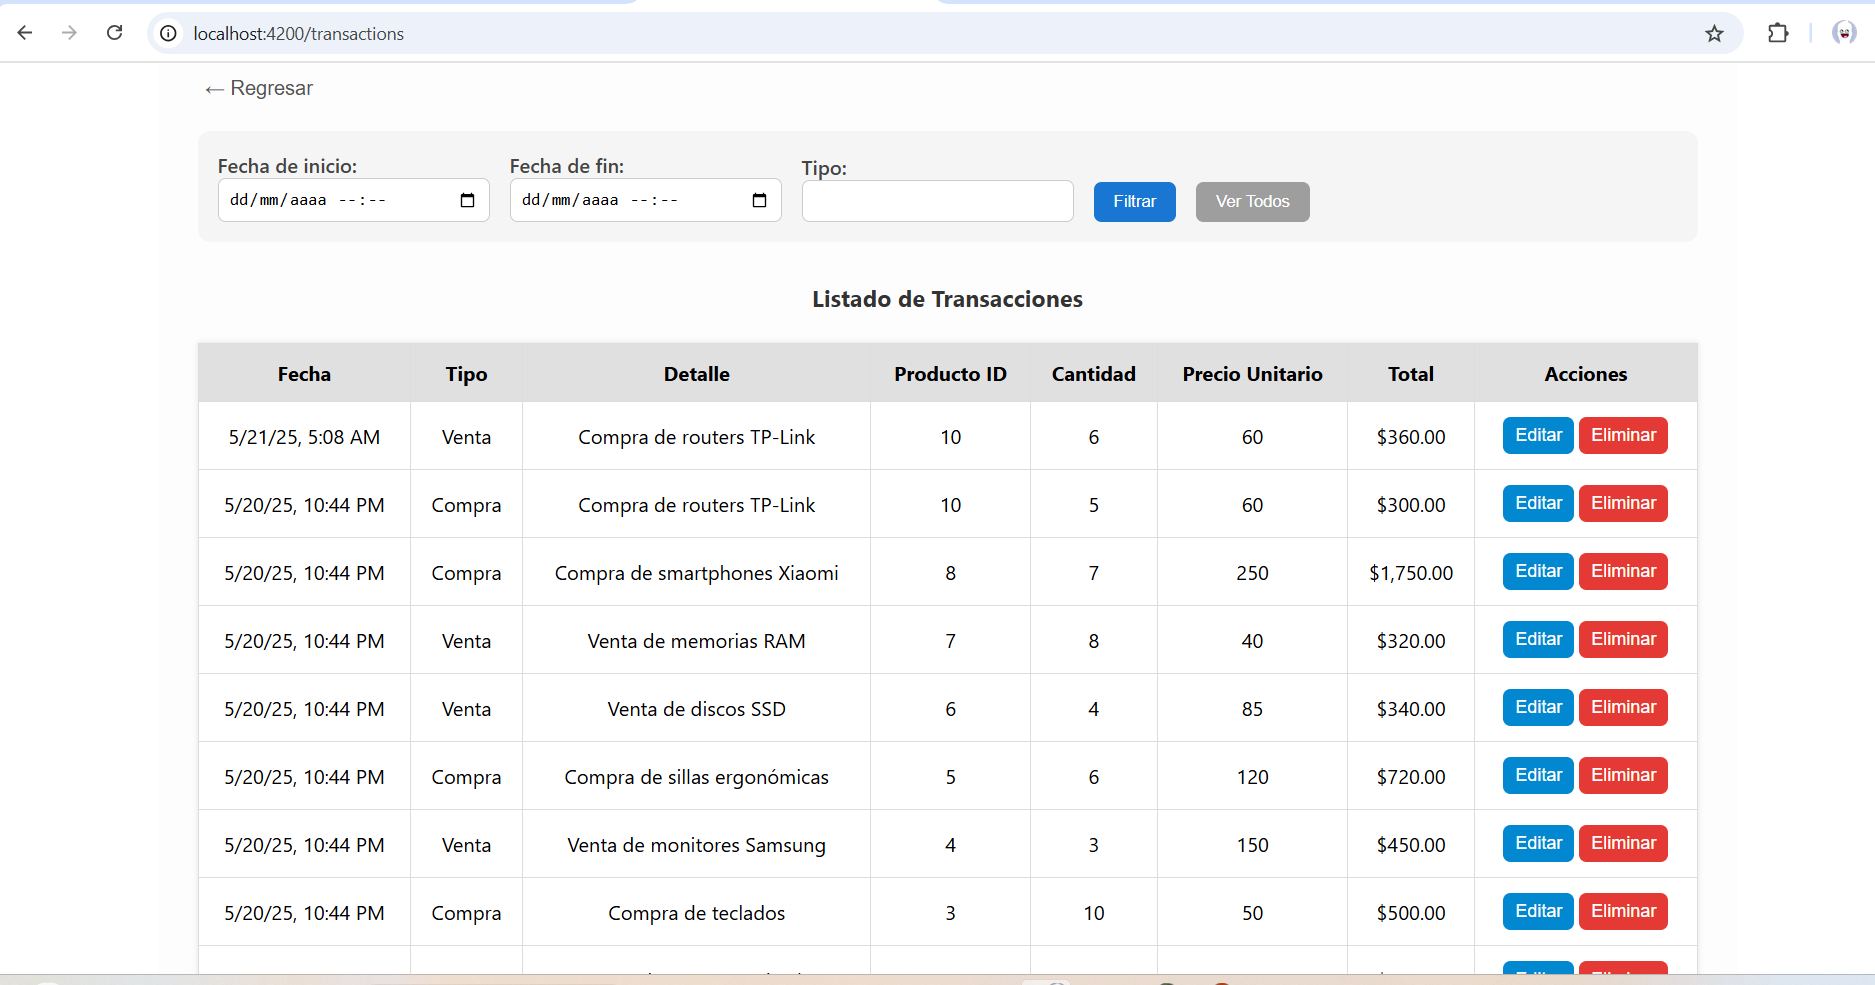 localhost:4200/transactions
← Regresar
Fecha de inicio: Fecha de fin: Tipo:
dd/mm/aaaa --:-- dd/mm/aaaa --:-- Filtrar Ver Todos
Listado de Transacciones
Fecha Tipo Detalle Producto ID Cantidad Precio Unitario Total Acciones
5/21/25, 5:08 AM Venta Compra de routers TP-Link 10 6 60 $360.00 Editar Eliminar
5/20/25, 10:44 PM Compra Compra de routers TP-Link 10 5 60 $300.00 Editar Eliminar
5/20/25, 10:44 PM Compra Compra de smartphones Xiaomi 8 7 250 $1,750.00 Editar Eliminar
5/20/25, 10:44 PM Venta Venta de memorias RAM 7 8 40 $320.00 Editar Eliminar
5/20/25, 10:44 PM Venta Venta de discos SSD 6 4 85 $340.00 Editar Eliminar
5/20/25, 10:44 PM Compra Compra de sillas ergonómicas 5 6 120 $720.00 Editar Eliminar
5/20/25, 10:44 PM Venta Venta de monitores Samsung 4 3 150 $450.00 Editar Eliminar
5/20/25, 10:44 PM Compra Compra de teclados 3 10 50 $500.00 Editar Eliminar